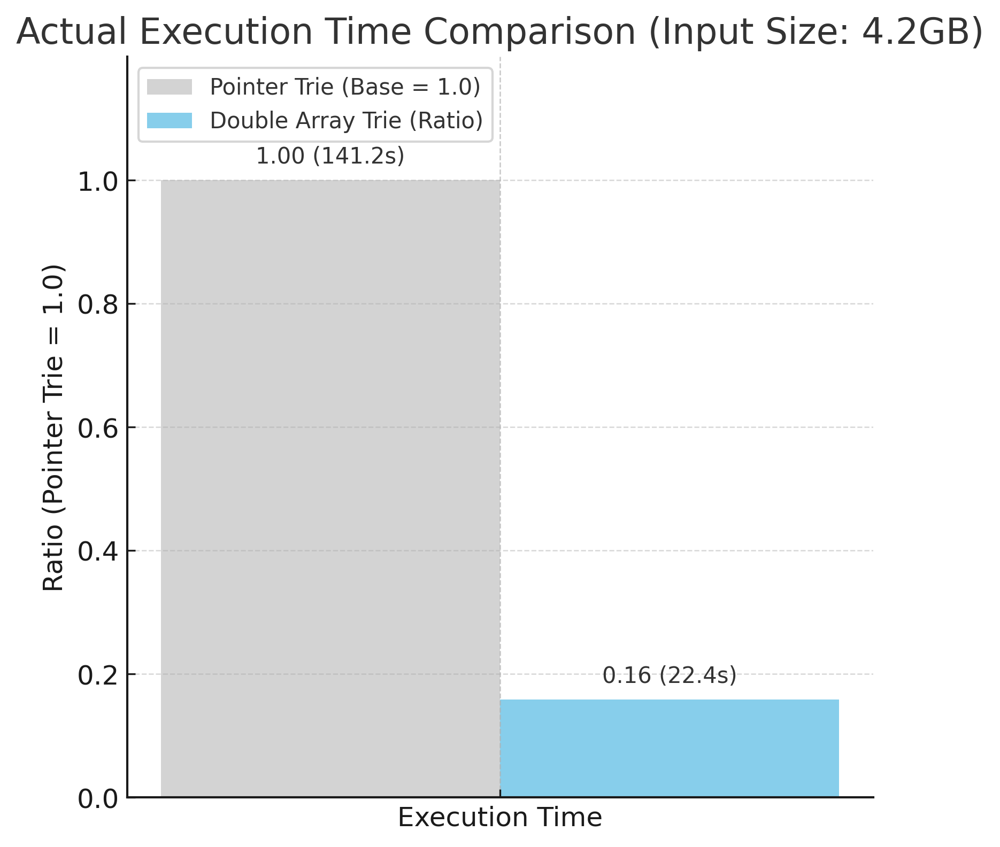 Actual Execution Time Comparison (Input Size: 4.2GB)
Pointer Trie (Base = 1.0)
Double Array Trie (Ratio)
1.00 (141.2s)
1.0
0.8
0.6
0.4
0.2
0.0
Ratio (Pointer Trie = 1.0)
0.16 (22.4s)
Execution Time